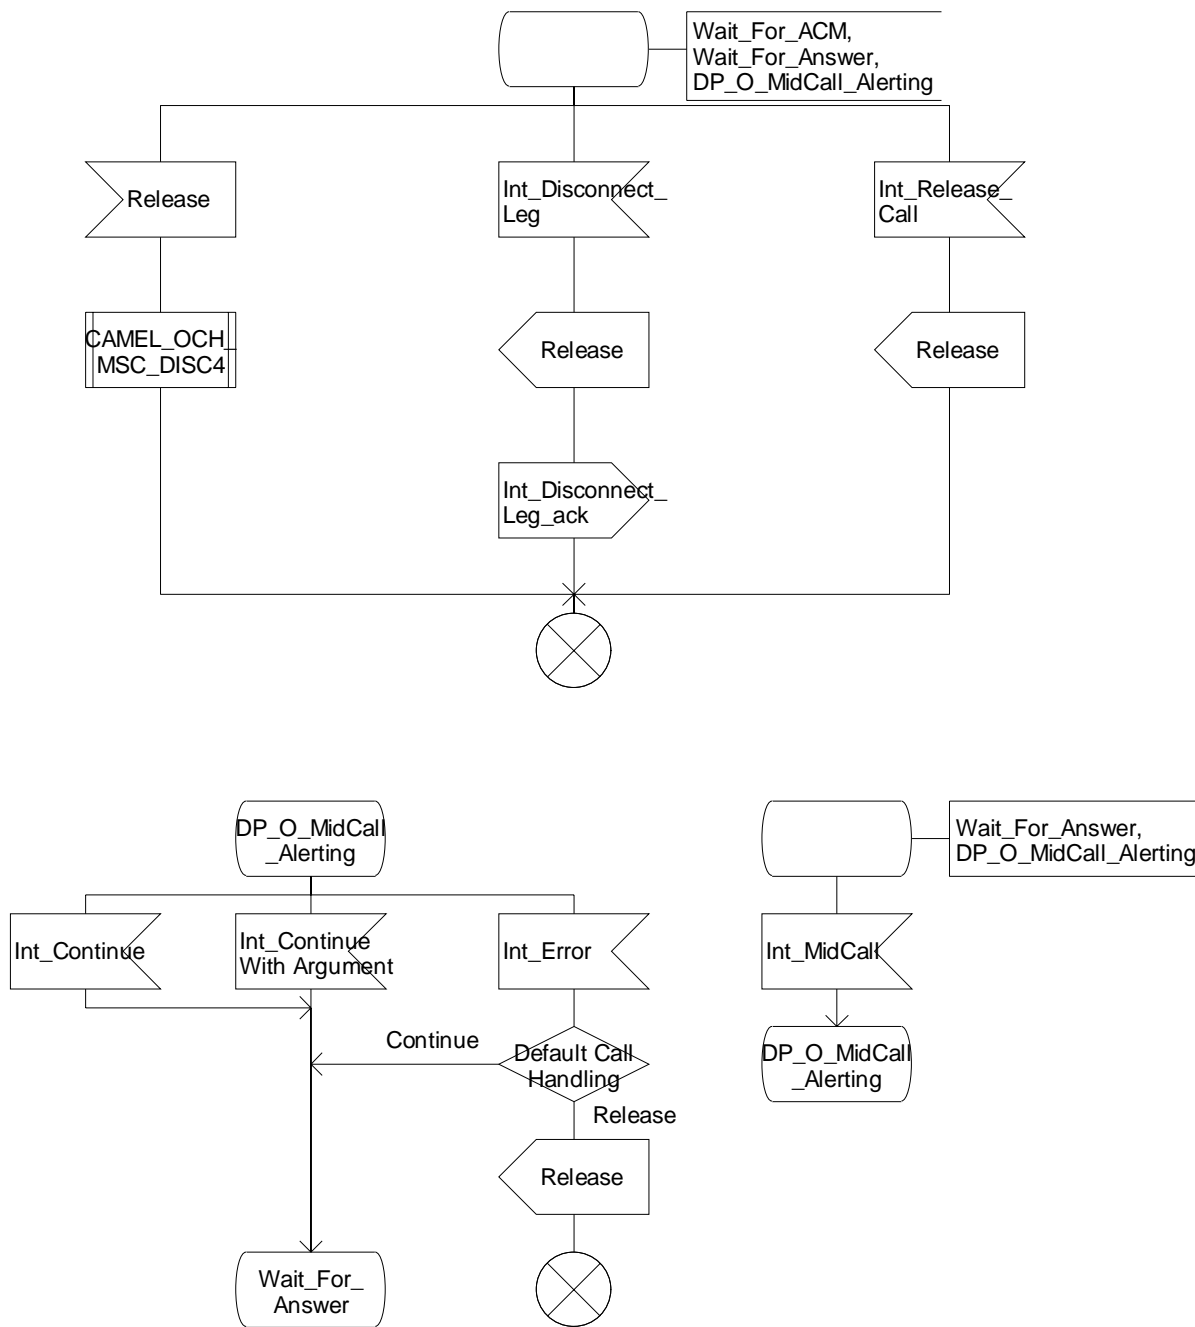 Wait_For_ACM,
Wait_For_Answer,
DP_O_MidCall_Alerting
Release
Int_Disconnect_
Leg
Int_Release_
Call
CAMEL_OCH_
MSC_DISC4
Release
Release
Int_Disconnect_
Leg_ack
DP_O_MidCall
_Alerting
Wait_For_Answer,
DP_O_MidCall_Alerting
Int_Continue
Int_Continue
With Argument
Int_Error
Int_MidCall
Continue
Default Call
Handling
DP_O_MidCall
_Alerting
Release
Release
Wait_For_
Answer